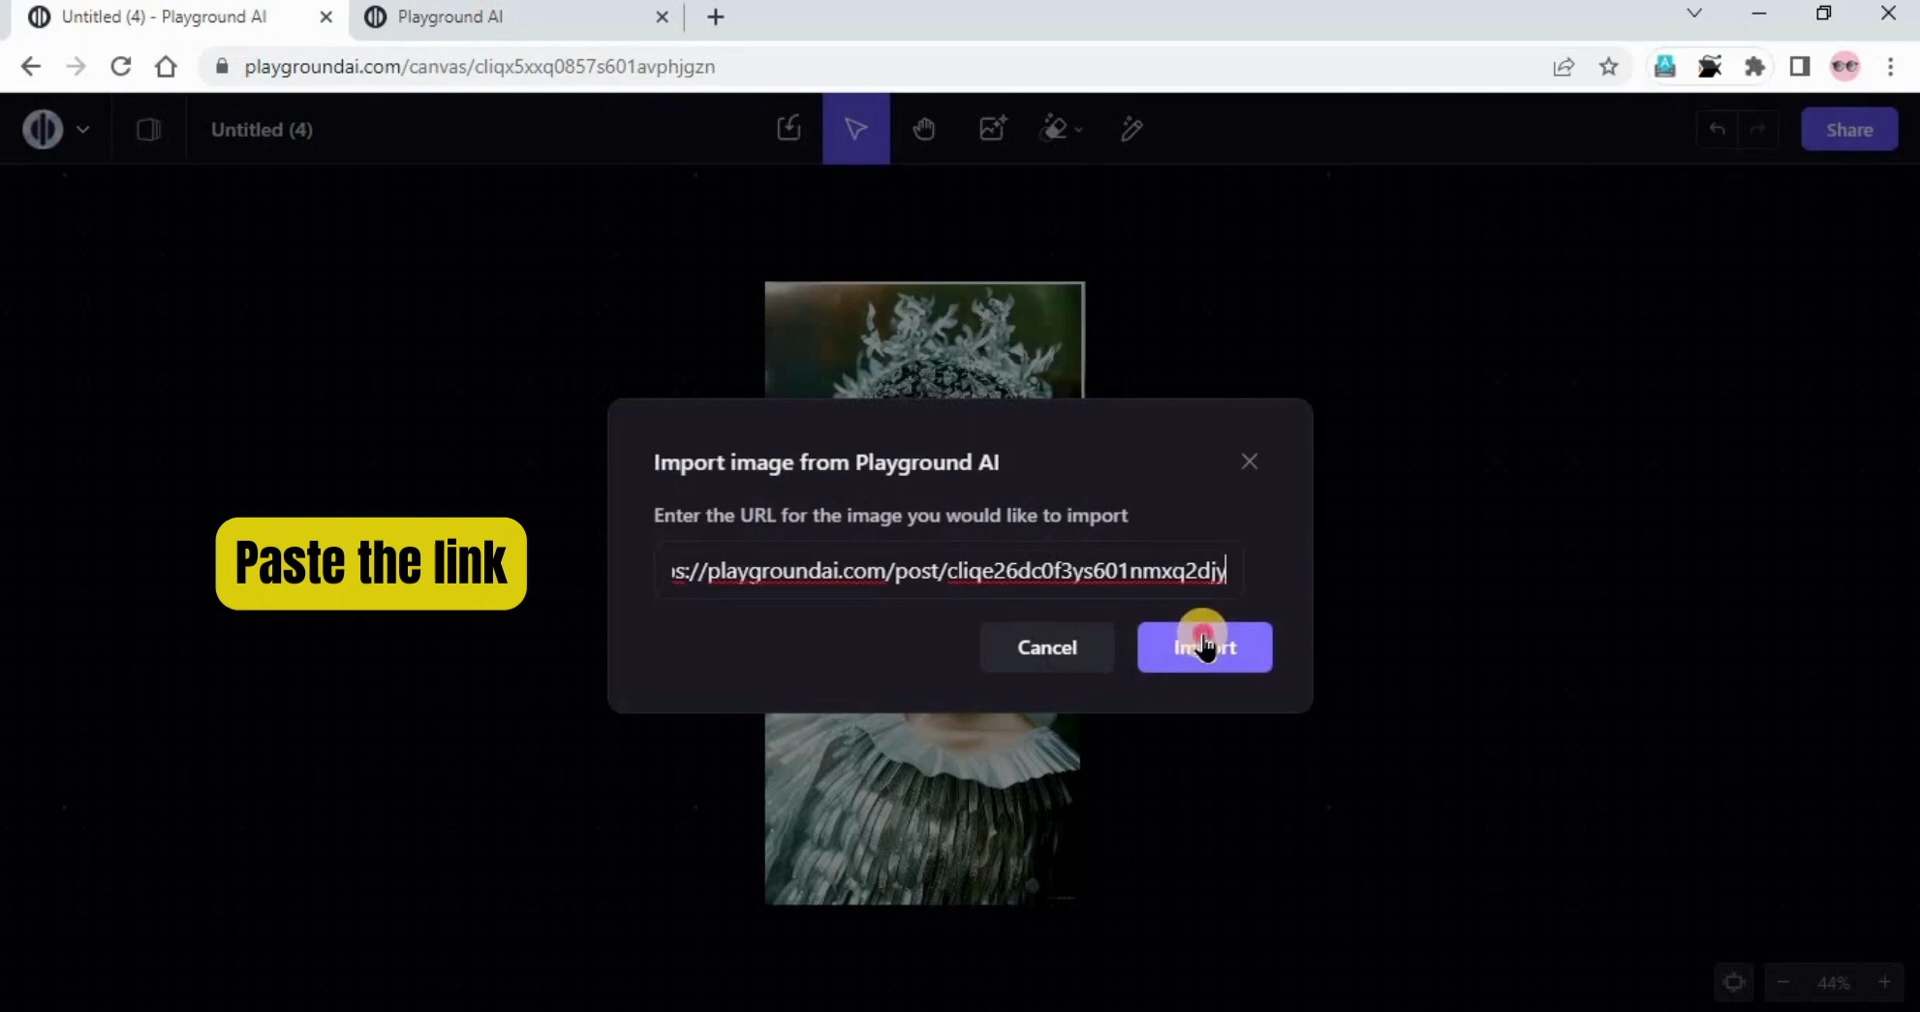 Untitled (4) - Playground AI
Playground AI
playgroundai.com/canvas/cliqx5xxq0857s601avphjgzn
Untitled (4)
Share
Import image from Playground AI
Enter the URL for the image you would like to import
Paste the link
s://playgroundai.com/post/cliqe26dc0f3ys601nmxq2djy
Cancel
44%